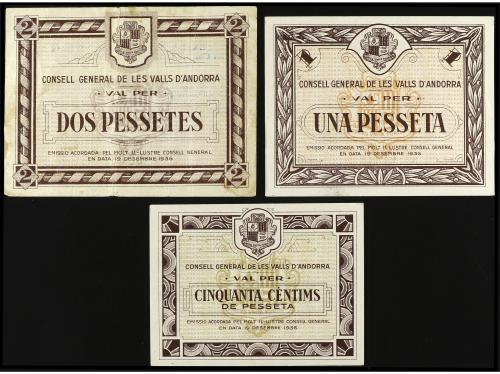 2
2
CONSELL GENERAL DE LES VALLS D'ANDORRA
VAL PER
DOS PESSETES
EMISSIO ACORDADA PEL MOLT IL·LUSTRE CONSELL GENERAL
EN DATA 19 DESEMBRE 1936
2
2
1
1
CONSELL GENERAL DE LES VALLS D'ANDORRA
VAL PER
UNA PESSETA
EMISSIO ACORDADA PEL MOLT IL·LUSTRE CONSELL GENERAL
EN DATA 19 DESEMBRE 1936
CONSELL GENERAL DE LES VALLS D'ANDORRA
VAL PER
CINQUANTA CÈNTIMS
DE PESSETA
EMISSIO ACORDADA PEL MOLT IL·LUSTRE CONSELL GENERAL
EN DATA 19 DESEMBRE 1936